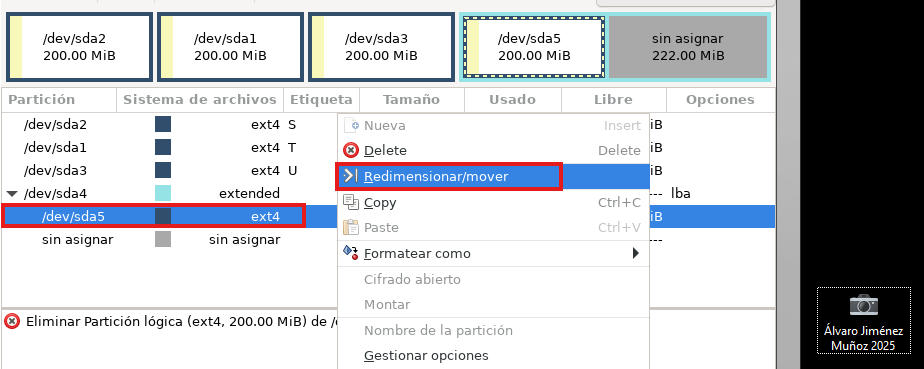 /dev/sda2 /dev/sda1 /dev/sda3 /dev/sda5 sin asignar
200.00 MiB 200.00 MiB 200.00 MiB 200.00 MiB 222.00 MiB
Partición Sistema de archivos Etiqueta Tamaño Usado Libre Opciones
/dev/sda2 ext4 S
/dev/sda1 ext4 T
/dev/sda3 ext4 U
/dev/sda4 extended --- lba
/dev/sda5 ext4 iB
sin asignar sin asignar ---
Nueva Insert
Delete Delete
Redimensionar/mover
Copy Ctrl+C
Paste Ctrl+V
Formatear como
Cifrado abierto
Montar
Nombre de la partición
Gestionar opciones
Eliminar Partición lógica (ext4, 200.00 MiB) de /
Álvaro Jiménez
Muñoz 2025